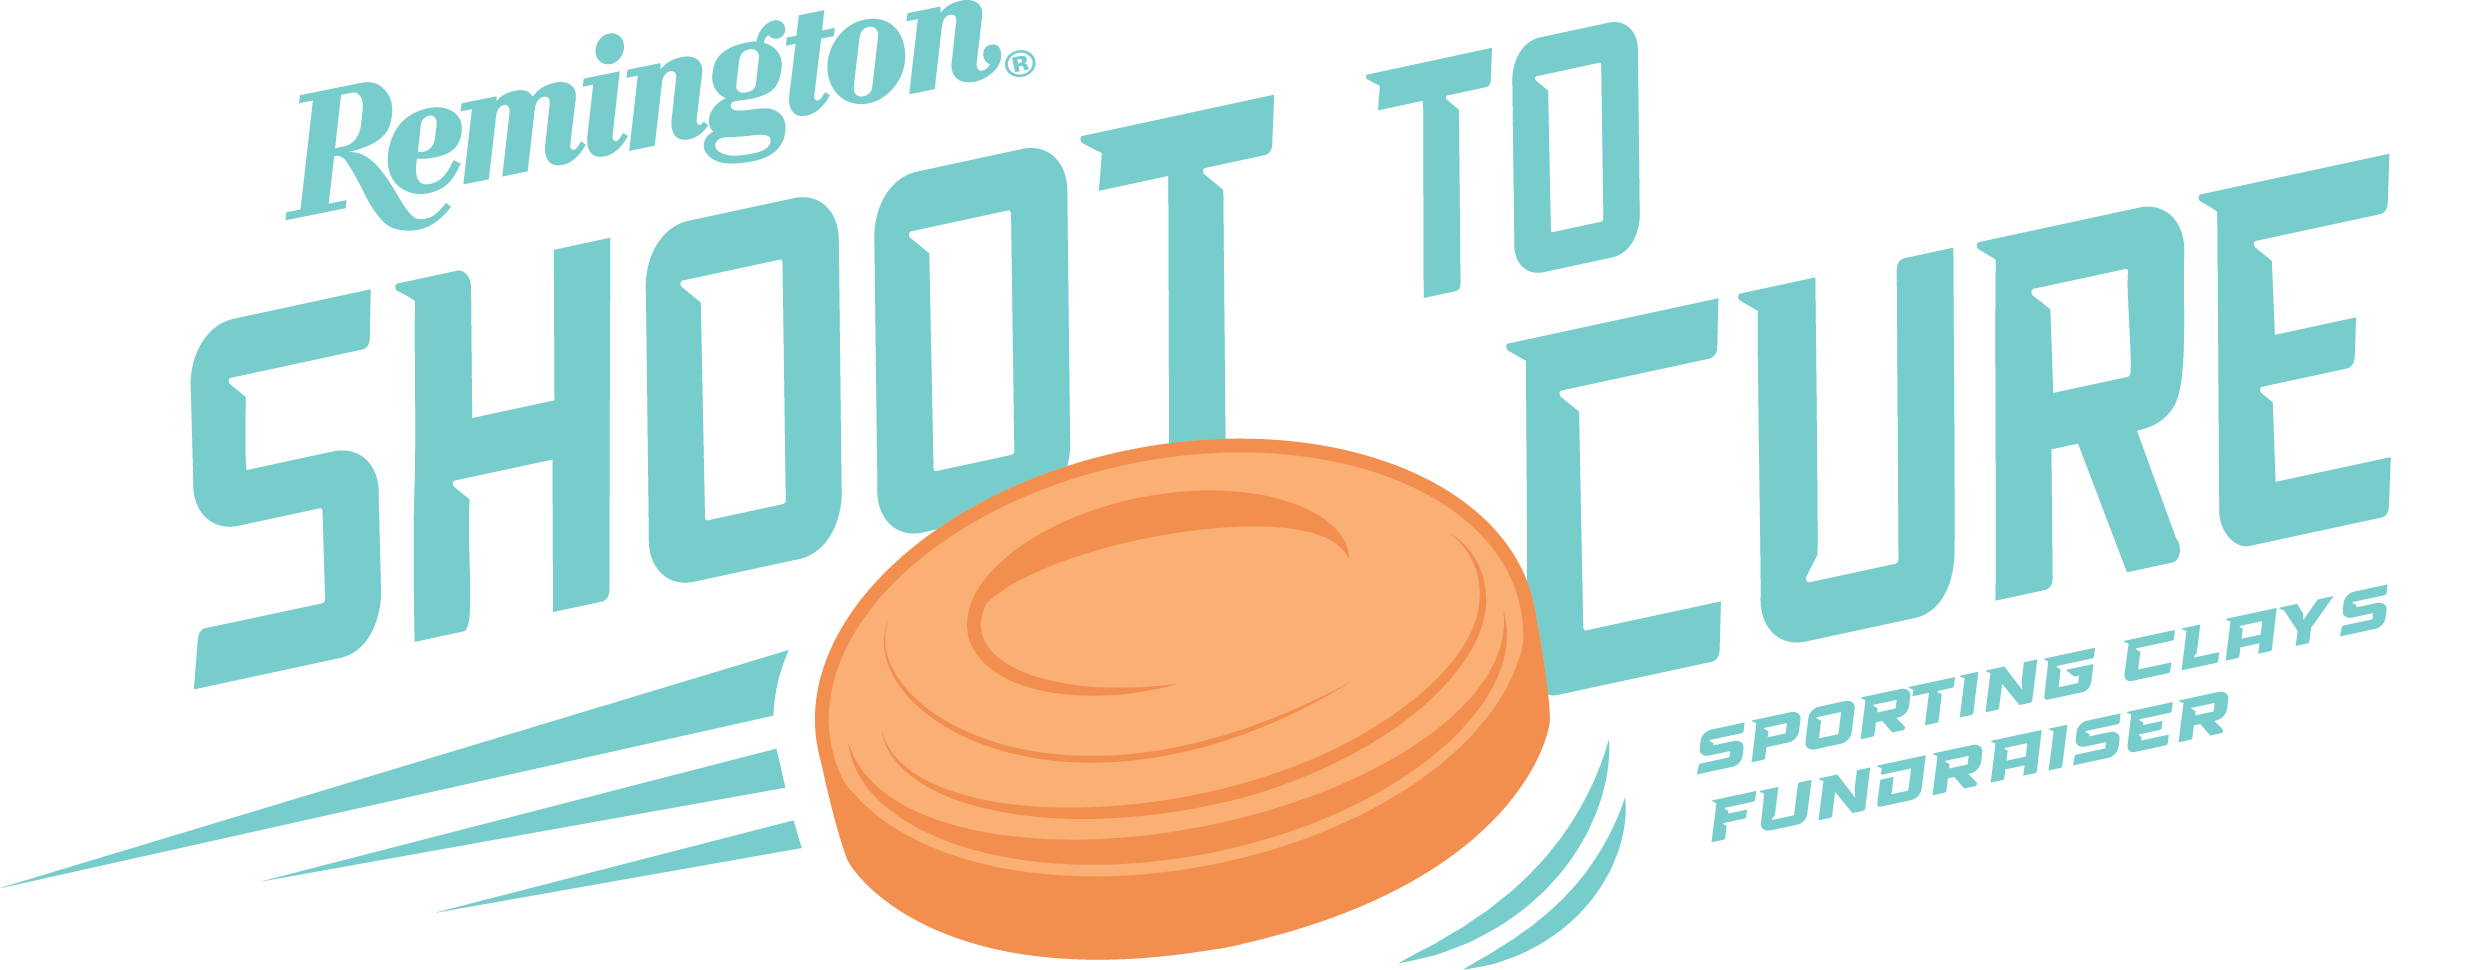 Remington®
SHOOT TO
CURE
SPORTING CLAYS
FUNDRAISER